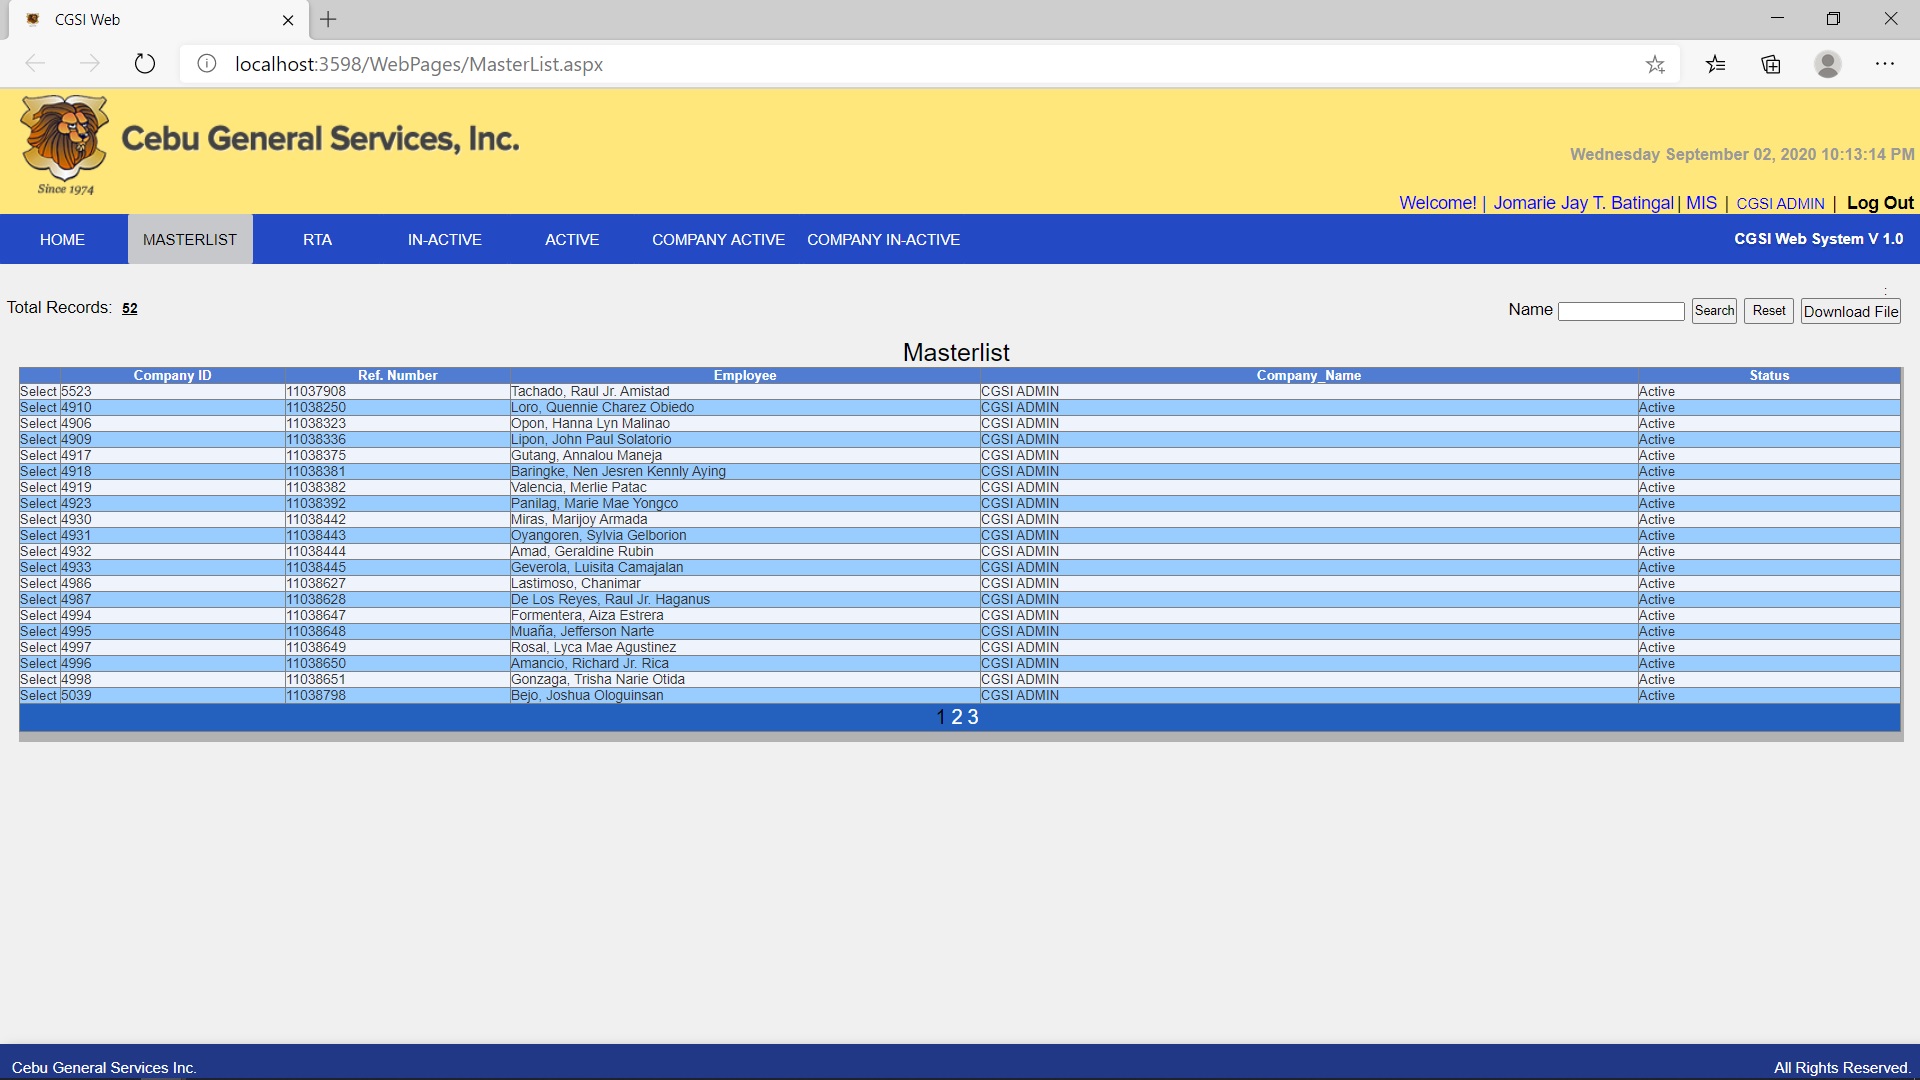 CGSI Web
localhost:3598/WebPages/MasterList.aspx
Cebu General Services, Inc.
Since 1974
Wednesday September 02, 2020 10:13:14 PM
Welcome! | Jomarie Jay T. Batingal | MIS | CGSI ADMIN | Log Out
HOME MASTERLIST RTA IN-ACTIVE ACTIVE COMPANY ACTIVE COMPANY IN-ACTIVE CGSI Web System V 1.0
:
Total Records: 52 Name Search Reset Download File
Masterlist
Company ID Ref. Number Employee Company_Name Status
Select 5523 11037908 Tachado, Raul Jr. Amistad CGSI ADMIN Active
Select 4910 11038250 Loro, Quennie Charez Obiedo CGSI ADMIN Active
Select 4906 11038323 Opon, Hanna Lyn Malinao CGSI ADMIN Active
Select 4909 11038336 Lipon, John Paul Solatorio CGSI ADMIN Active
Select 4917 11038375 Gutang, Annalou Maneja CGSI ADMIN Active
Select 4918 11038381 Baringke, Nen Jesren Kennly Aying CGSI ADMIN Active
Select 4919 11038382 Valencia, Merlie Patac CGSI ADMIN Active
Select 4923 11038392 Panilag, Marie Mae Yongco CGSI ADMIN Active
Select 4930 11038442 Miras, Marijoy Armada CGSI ADMIN Active
Select 4931 11038443 Oyangoren, Sylvia Gelborion CGSI ADMIN Active
Select 4932 11038444 Amad, Geraldine Rubin CGSI ADMIN Active
Select 4933 11038445 Geverola, Luisita Camajalan CGSI ADMIN Active
Select 4986 11038627 Lastimoso, Chanimar CGSI ADMIN Active
Select 4987 11038628 De Los Reyes, Raul Jr. Haganus CGSI ADMIN Active
Select 4994 11038647 Formentera, Aiza Estrera CGSI ADMIN Active
Select 4995 11038648 Muaña, Jefferson Narte CGSI ADMIN Active
Select 4997 11038649 Rosal, Lyca Mae Agustinez CGSI ADMIN Active
Select 4996 11038650 Amancio, Richard Jr. Rica CGSI ADMIN Active
Select 4998 11038651 Gonzaga, Trisha Narie Otida CGSI ADMIN Active
Select 5039 11038798 Bejo, Joshua Ologuinsan CGSI ADMIN Active
1 2 3
Cebu General Services Inc. All Rights Reserved.